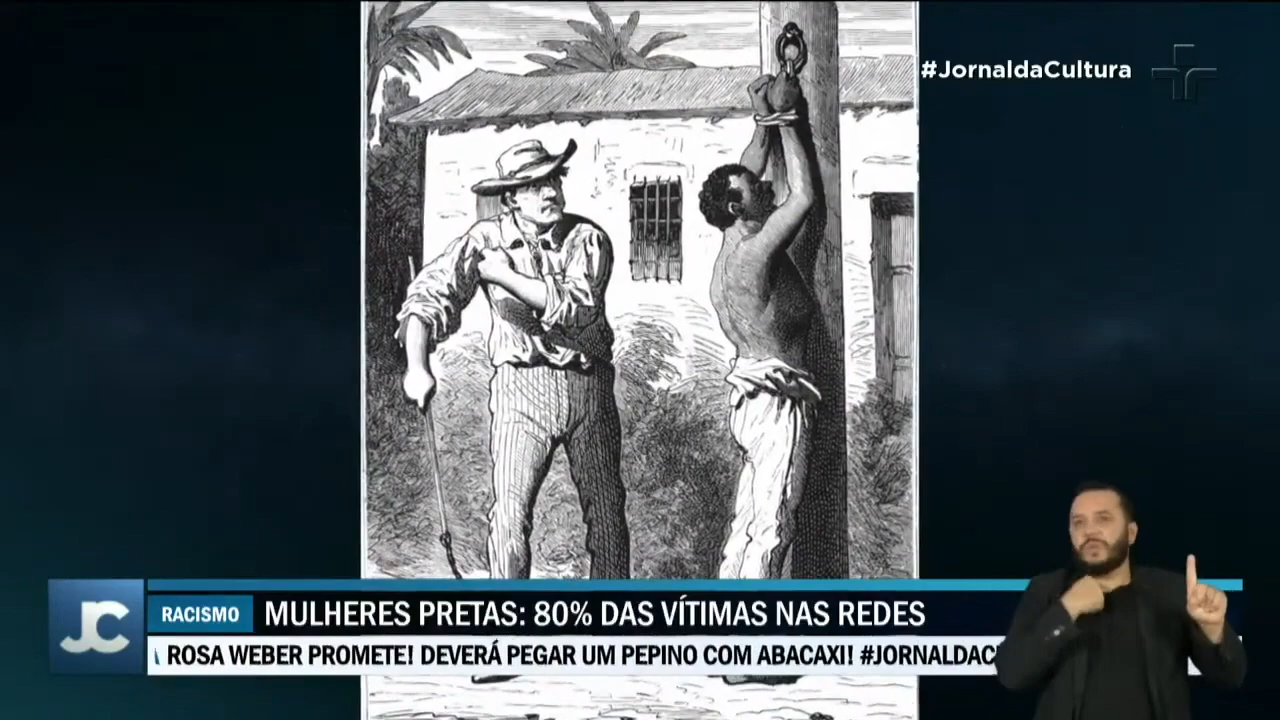 #JornaldaCultura
JC
RACISMO
MULHERES PRETAS: 80% DAS VÍTIMAS NAS REDES
ROSA WEBER PROMETE! DEVERÁ PEGAR UM PEPINO COM ABACAXI! #JORNALDAC